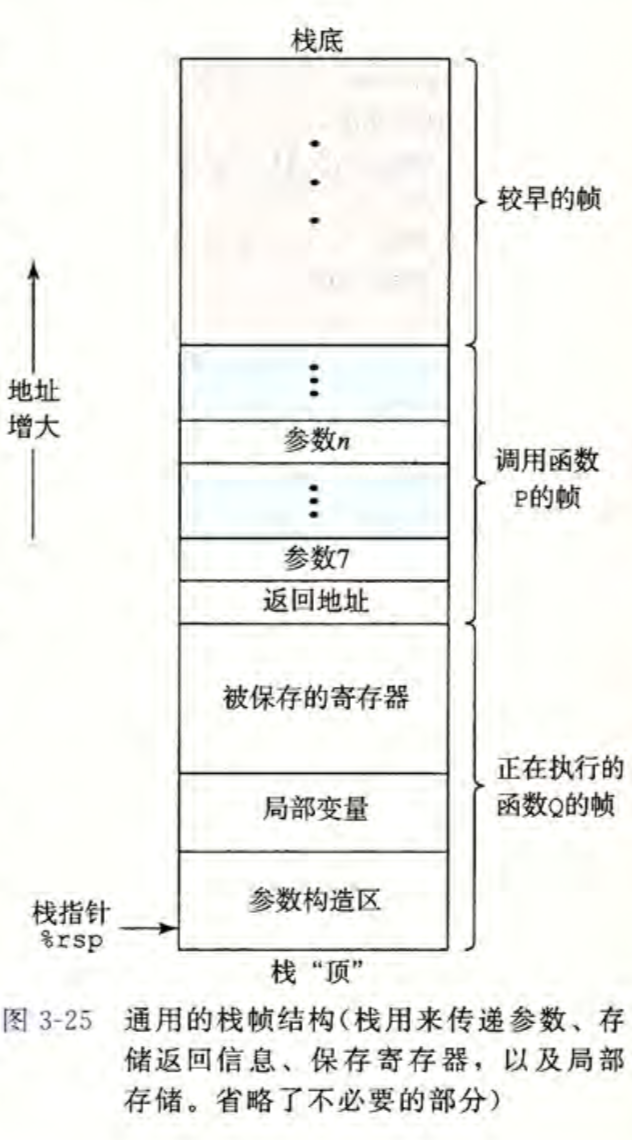 栈底
较早的帧
地址
增大
参数n
调用函数
P的帧
参数7
返回地址
被保存的寄存器
正在执行的
函数Q的帧
局部变量
参数构造区
栈指针
%rsp
栈“顶”
图 3-25 通用的栈帧结构(栈用来传递参数、存
储返回信息、保存寄存器，以及局部
存储。省略了不必要的部分)